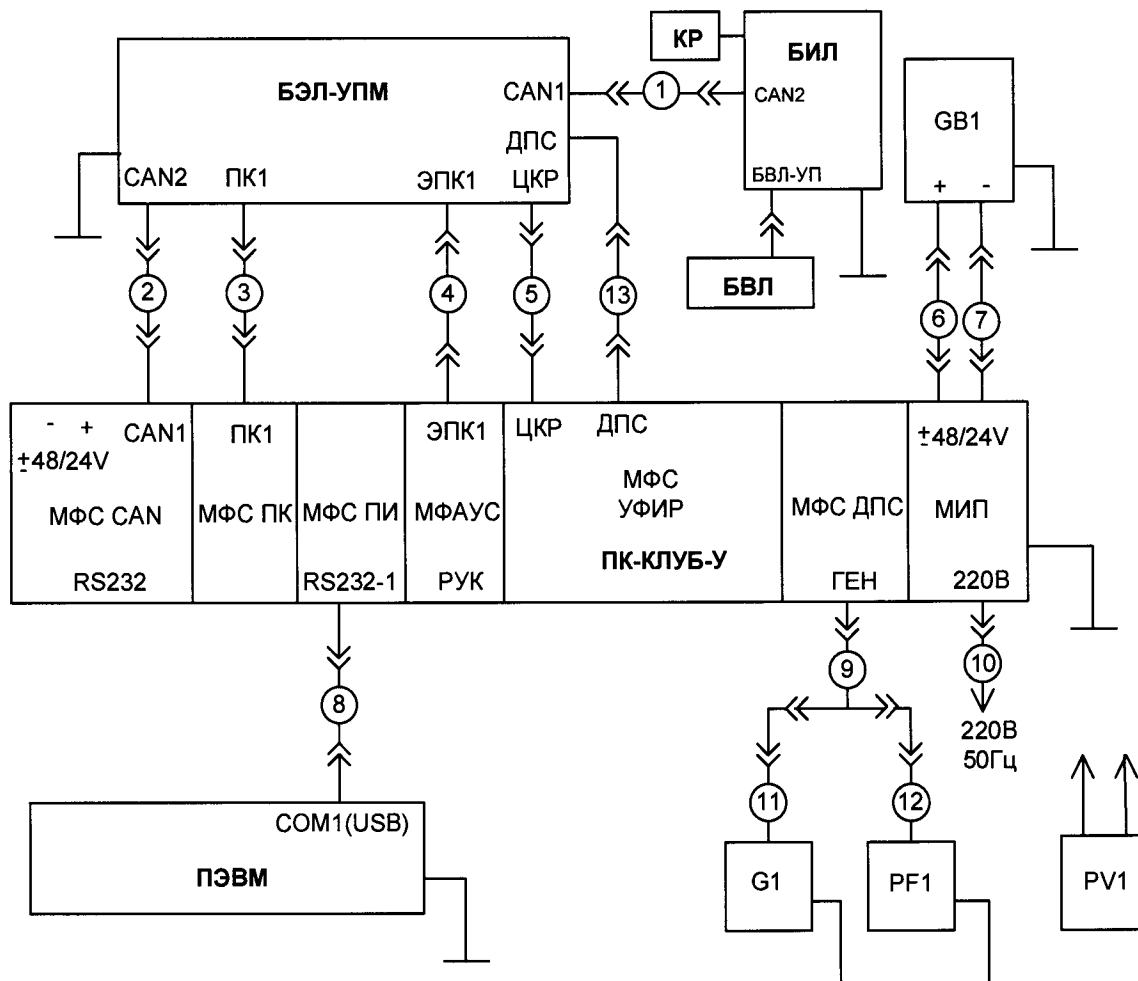 КР
БИЛ
CAN2
БВЛ-УП
БЭЛ-УПМ
CAN1
ДПС
CAN2 ПК1 ЭПК1 ЦКР
1
GB1
+ -
БВЛ
2
3
4
5
13
6
7
- + CAN1
±48/24V
МФС CAN
RS232
ПК1
МФС ПК
МФС ПИ
RS232-1
ЭПК1
МФАУС
РУК
ЦКР ДПС
МФС
УФИР
ПК-КЛУБ-У
МФС ДПС
ГЕН
±48/24V
МИП
220В
8
9
10
220В
50Гц
11
12
COM1(USB)
ПЭВМ
G1
PF1
PV1